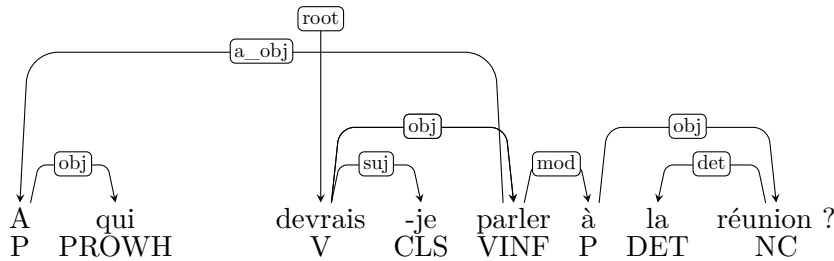 root
a_obj
obj obj
obj suj mod det
A qui devrais -je parler à la réunion ?
P PROWH V CLS VINF P DET NC